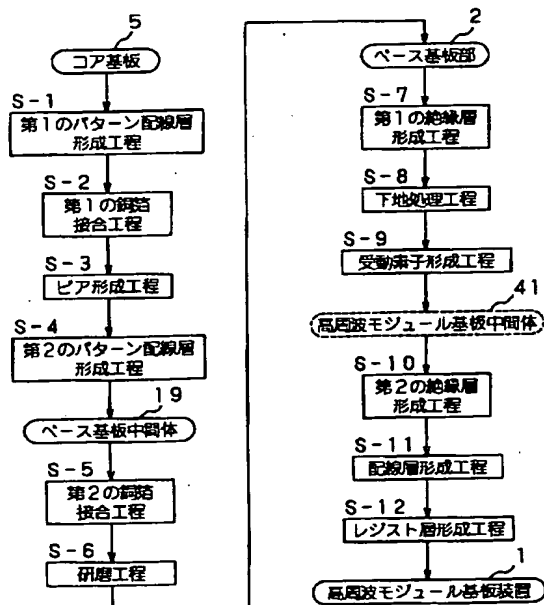 5
コア基板
S-1
第1のパターン配線層
形成工程
S-2
第1の銅箔
接合工程
S-3
ビア形成工程
S-4
第2のパターン配線層
形成工程
19
ベース基板中間体
S-5
第2の銅箔
接合工程
S-6
研磨工程
2
ベース基板部
S-7
第1の絶縁層
形成工程
S-8
下地処理工程
S-9
受動素子形成工程
41
高周波モジュール基板中間体
S-10
第2の絶縁層
形成工程
S-11
配線層形成工程
S-12
レジスト層形成工程
1
高周波モジュール基板装置